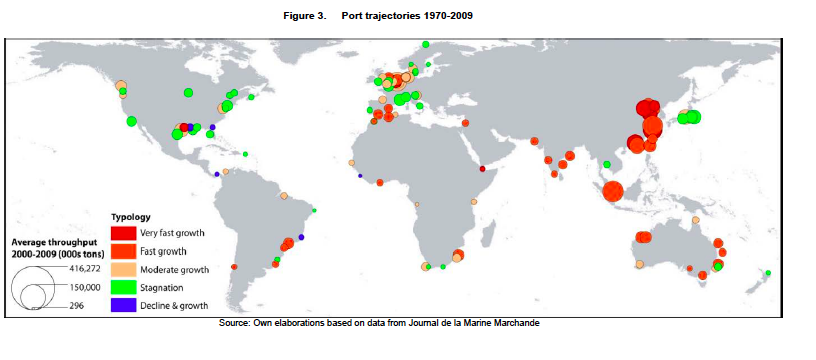 Figure 3. Port trajectories 1970-2009
Typology
Very fast growth
Fast growth
Moderate growth
Stagnation
Decline & growth
Average throughput
2000-2009 (000s tons)
416,272
150,000
296
Source: Own elaborations based on data from Journal de la Marine Marchande